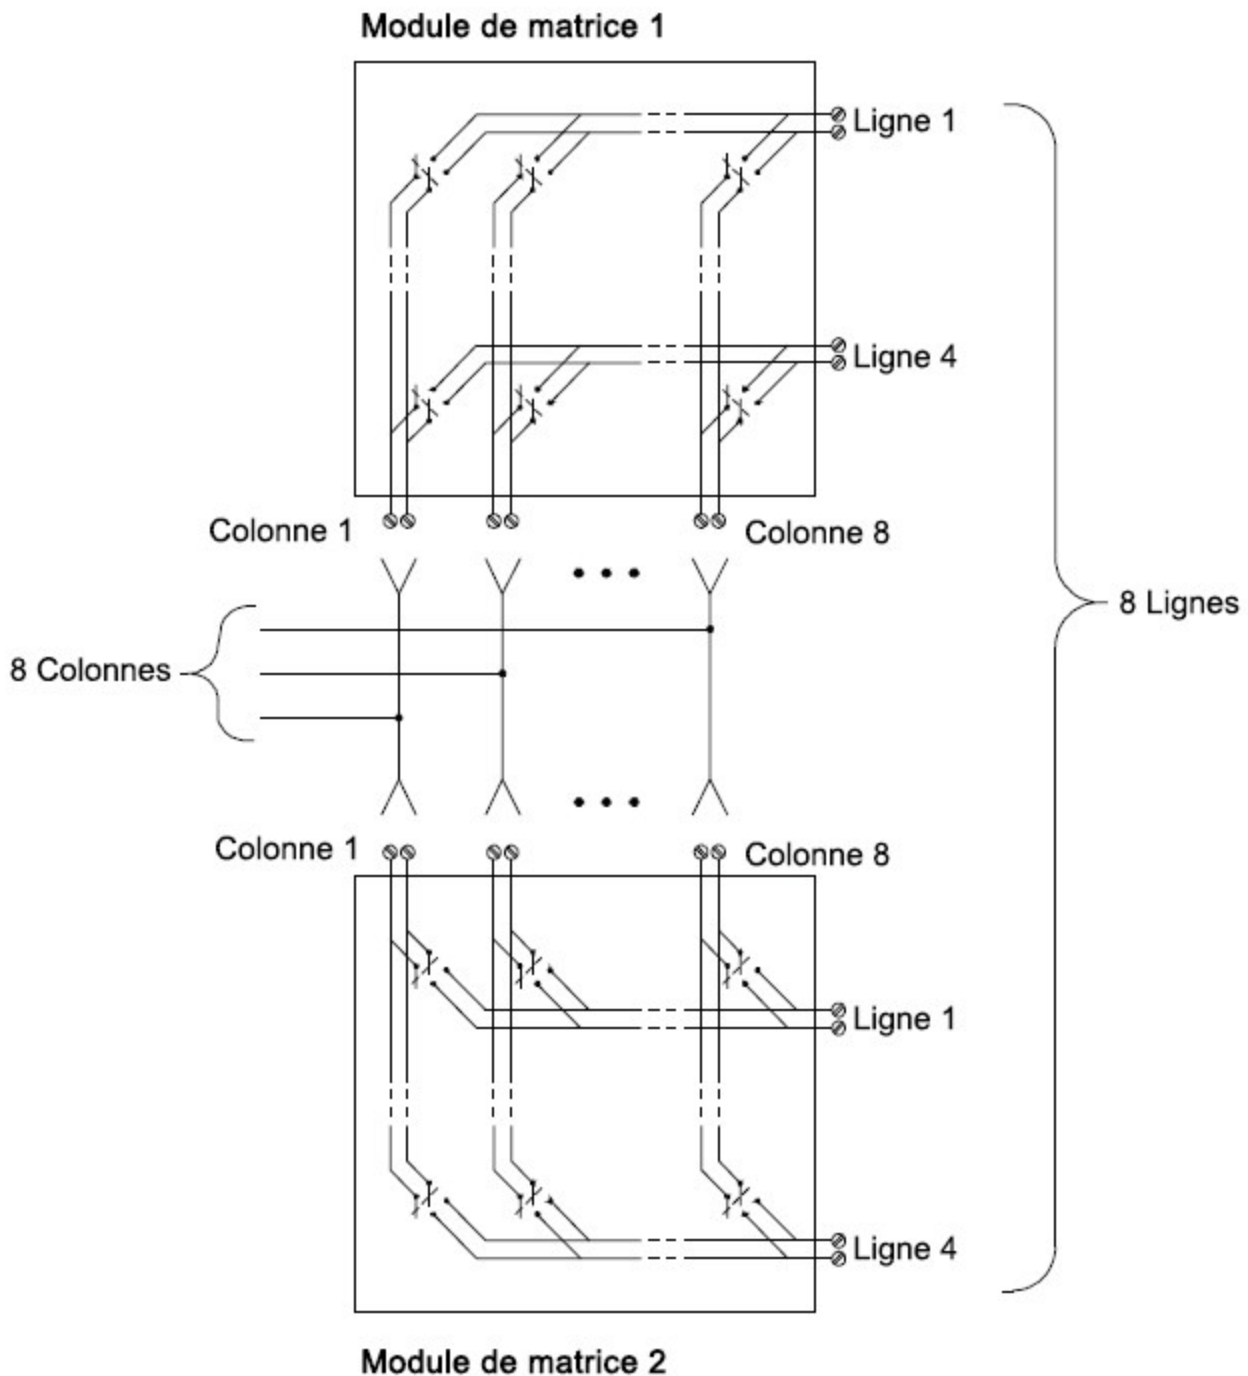 Module de matrice 1
Ligne 1
Ligne 4
Colonne 1
Colonne 8
8 Lignes
8 Colonnes
Colonne 1
Colonne 8
Ligne 1
Ligne 4
Module de matrice 2